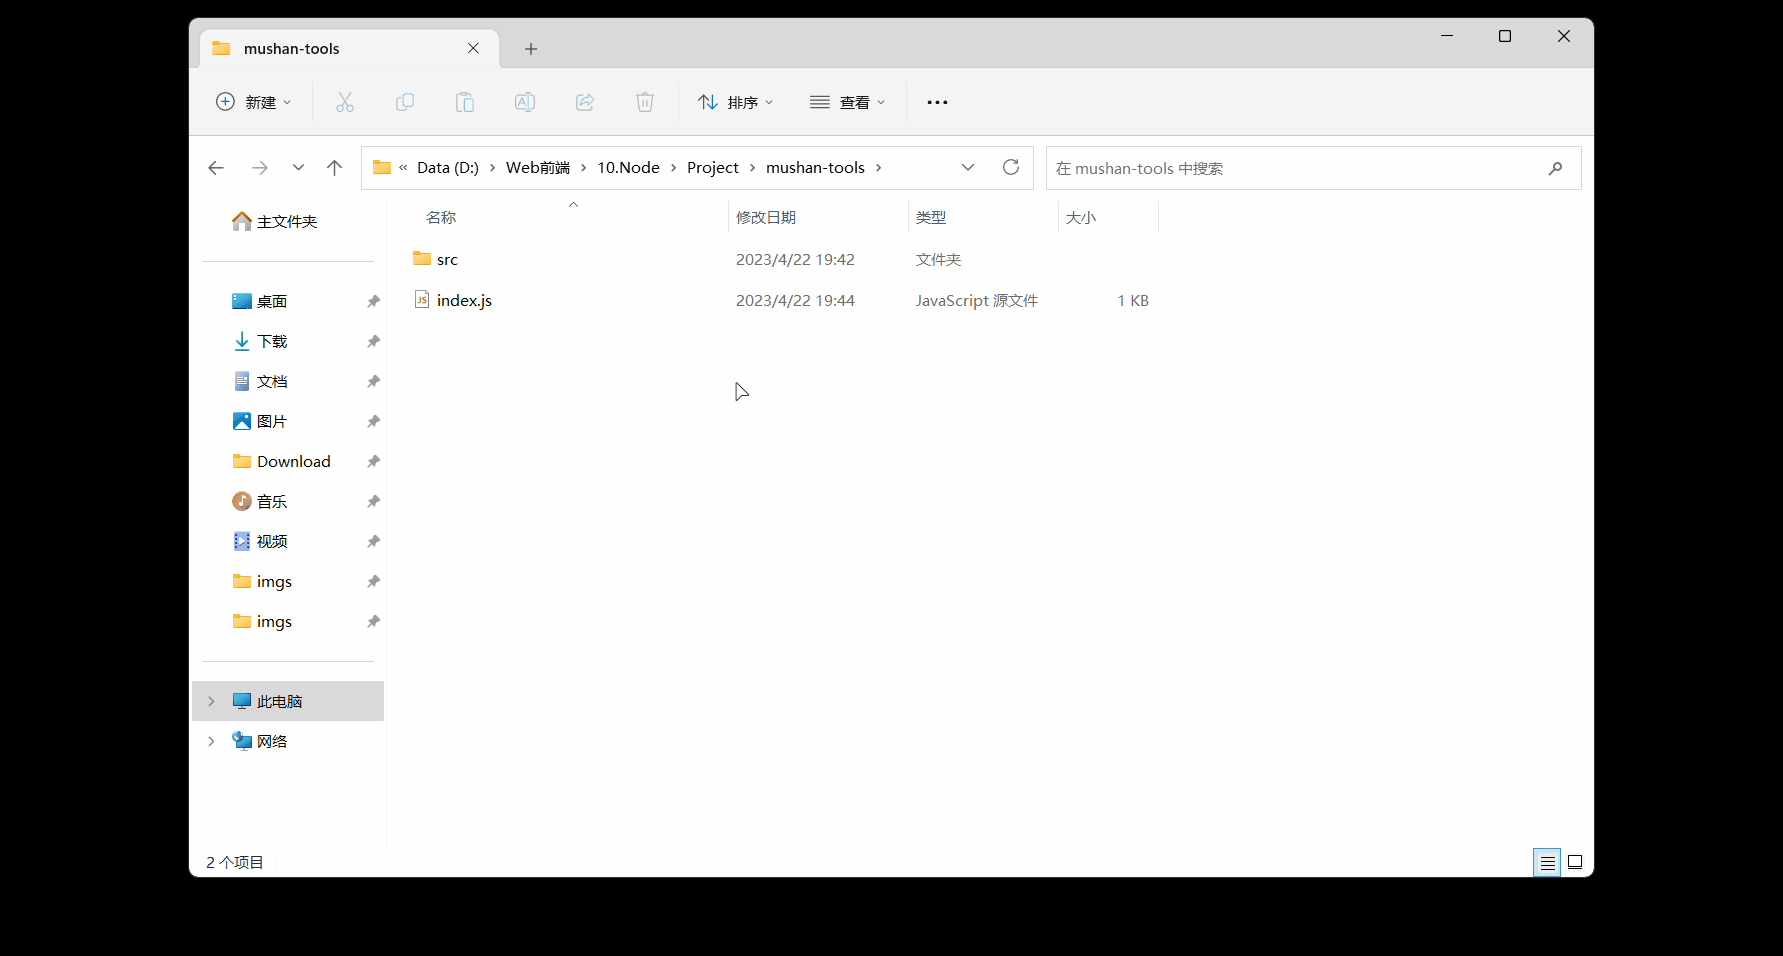 mushan-tools
新建
排序
查看
« Data (D:) › Web前端 › 10.Node › Project › mushan-tools ›
在 mushan-tools 中搜索
主文件夹
桌面
下载
文档
图片
Download
音乐
视频
imgs
imgs
此电脑
网络
名称 修改日期 类型 大小
src 2023/4/22 19:42 文件夹
index.js 2023/4/22 19:44 JavaScript 源文件 1 KB
2 个项目